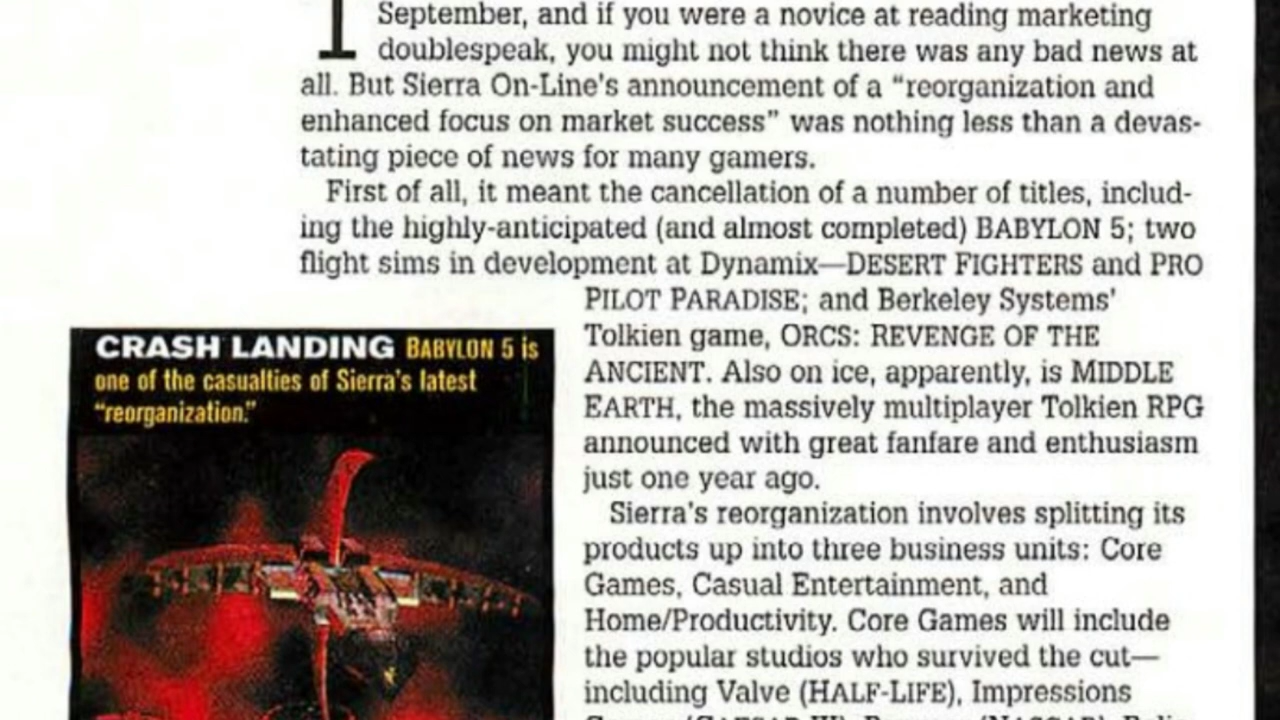 I September, and if you were a novice at reading marketing
doublespeak, you might not think there was any bad news at
all. But Sierra On-Line's announcement of a "reorganization and
enhanced focus on market success" was nothing less than a devas-
tating piece of news for many gamers.
First of all, it meant the cancellation of a number of titles, includ-
ing the highly-anticipated (and almost completed) BABYLON 5; two
flight sims in development at Dynamix—DESERT FIGHTERS and PRO
PILOT PARADISE; and Berkeley Systems'
Tolkien game, ORCS: REVENGE OF THE
ANCIENT. Also on ice, apparently, is MIDDLE
EARTH, the massively multiplayer Tolkien RPG
announced with great fanfare and enthusiasm
just one year ago.
Sierra's reorganization involves splitting its
products up into three business units: Core
Games, Casual Entertainment, and
Home/Productivity. Core Games will include
the popular studios who survived the cut—
including Valve (HALF-LIFE), Impressions
CRASH LANDING BABYLON 5 is
one of the casualties of Sierra's latest
"reorganization."